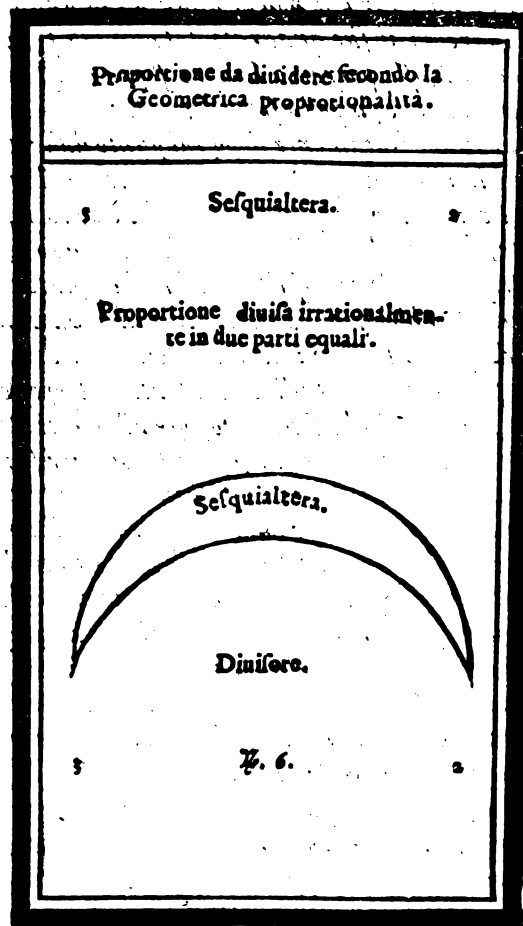 Proportione da diuidere ſecondo la
Geometrica proprotionalità.
Seſquialtera.
3 2
Proportione diuiſa irrationalmen-
te in due parti equali.
Seſquialtera.
Diuiſore.
3 ℞. 6. 2